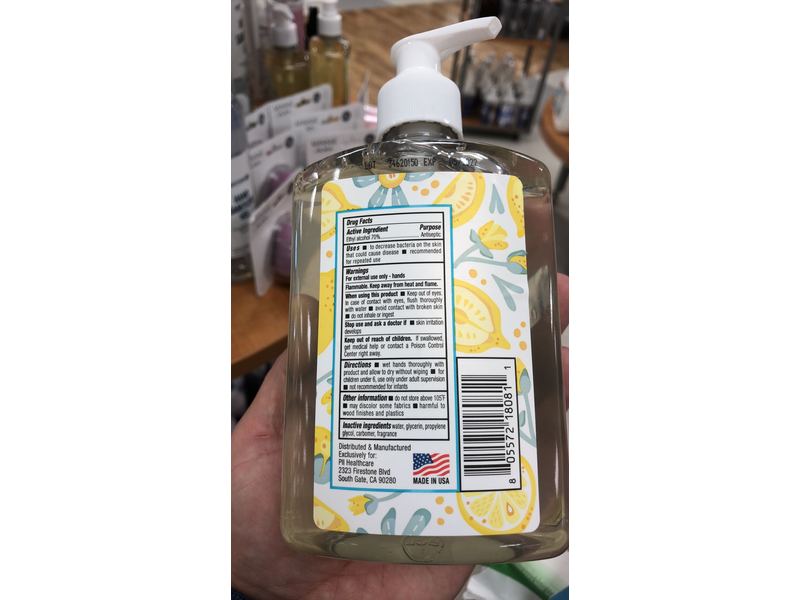 LOT 34620150 EXP
Drug Facts
Active Ingredient Purpose
Ethyl alcohol 70% Antiseptic
Uses ■ to decrease bacteria on the skin
that could cause disease ■ recommended
for repeated use
Warnings
For external use only - hands
Flammable. Keep away from heat and flame.
When using this product ■ Keep out of eyes.
In case of contact with eyes, flush thoroughly
with water ■ avoid contact with broken skin
■ do not inhale or ingest
Stop use and ask a doctor if ■ skin irritation
develops
Keep out of reach of children. If swallowed,
get medical help or contact a Poison Control
Center right away.
Directions ■ wet hands thoroughly with
product and allow to dry without wiping ■ for
children under 6, use only under adult supervision
■ not recommended for infants
Other information ■ do not store above 105°F
■ may discolor some fabrics ■ harmful to
wood finishes and plastics
Inactive ingredients water, glycerin, propylene
glycol, carbomer, fragrance
Distributed & Manufactured
Exclusively for:
PII Healthcare
2323 Firestone Blvd
South Gate, CA 90280
MADE IN USA
8 05572 18081 1